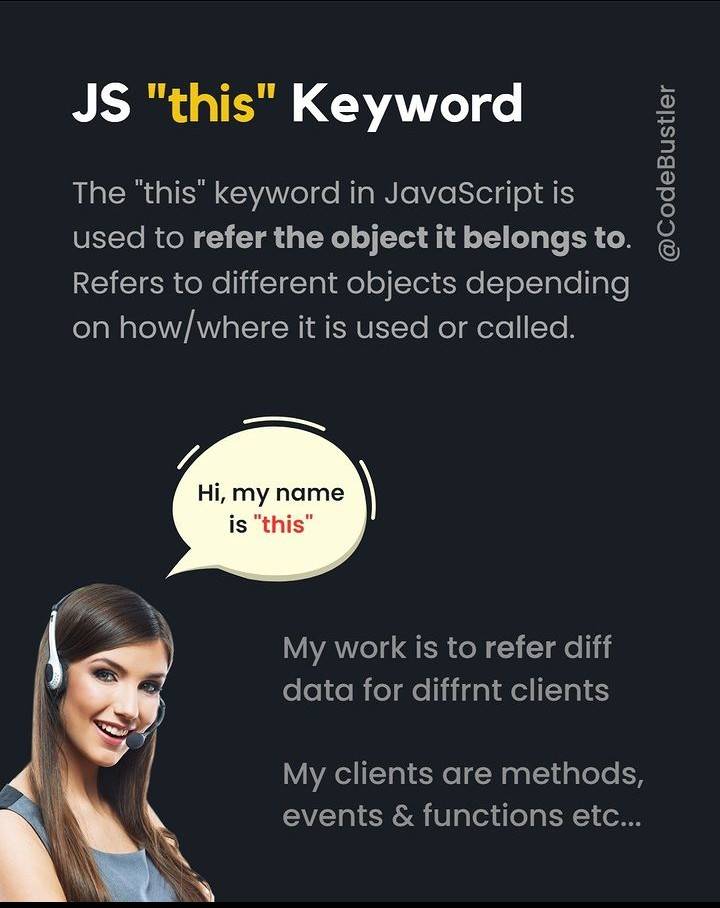 JS "this" Keyword
@CodeBustler
The "this" keyword in JavaScript is
used to refer the object it belongs to.
Refers to different objects depending
on how/where it is used or called.
Hi, my name
is "this"
My work is to refer diff
data for diffrnt clients
My clients are methods,
events & functions etc...